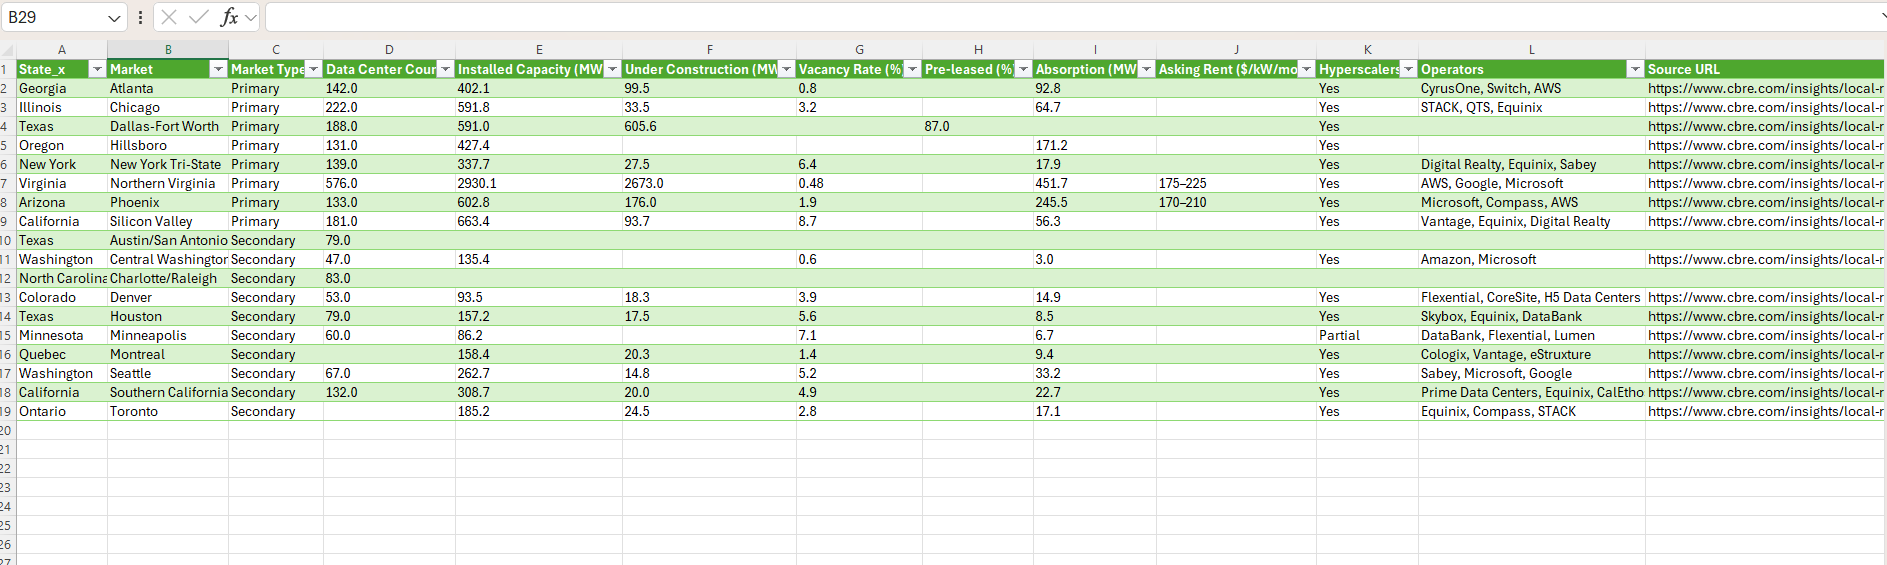 B29 fx
A B C D E F G H I J K L
1 State_x Market Market Type Data Center Cour Installed Capacity (MW Under Construction (MW Vacancy Rate (% Pre-leased (% Absorption (MW Asking Rent ($/kW/mo Hyperscalers Operators Source URL
2 Georgia Atlanta Primary 142.0 402.1 99.5 0.8 92.8 Yes CyrusOne, Switch, AWS https://www.cbre.com/insights/local-r
3 Illinois Chicago Primary 222.0 591.8 33.5 3.2 64.7 Yes STACK, QTS, Equinix https://www.cbre.com/insights/local-r
4 Texas Dallas-Fort Worth Primary 188.0 591.0 605.6 87.0 Yes https://www.cbre.com/insights/local-r
5 Oregon Hillsboro Primary 131.0 427.4 171.2 Yes https://www.cbre.com/insights/local-r
6 New York New York Tri-State Primary 139.0 337.7 27.5 6.4 17.9 Yes Digital Realty, Equinix, Sabey https://www.cbre.com/insights/local-r
7 Virginia Northern Virginia Primary 576.0 2930.1 2673.0 0.48 451.7 175–225 Yes AWS, Google, Microsoft https://www.cbre.com/insights/local-r
8 Arizona Phoenix Primary 133.0 602.8 176.0 1.9 245.5 170–210 Yes Microsoft, Compass, AWS https://www.cbre.com/insights/local-r
9 California Silicon Valley Primary 181.0 663.4 93.7 8.7 56.3 Yes Vantage, Equinix, Digital Realty https://www.cbre.com/insights/local-r
10 Texas Austin/San Antonio Secondary 79.0
11 Washington Central Washingtor Secondary 47.0 135.4 0.6 3.0 Yes Amazon, Microsoft https://www.cbre.com/insights/local-r
12 North Carolina Charlotte/Raleigh Secondary 83.0
13 Colorado Denver Secondary 53.0 93.5 18.3 3.9 14.9 Yes Flexential, CoreSite, H5 Data Centers https://www.cbre.com/insights/local-r
14 Texas Houston Secondary 79.0 157.2 17.5 5.6 8.5 Yes Skybox, Equinix, DataBank https://www.cbre.com/insights/local-r
15 Minnesota Minneapolis Secondary 60.0 86.2 7.1 6.7 Partial DataBank, Flexential, Lumen https://www.cbre.com/insights/local-r
16 Quebec Montreal Secondary 158.4 20.3 1.4 9.4 Yes Cologix, Vantage, eStruxture https://www.cbre.com/insights/local-r
17 Washington Seattle Secondary 67.0 262.7 14.8 5.2 33.2 Yes Sabey, Microsoft, Google https://www.cbre.com/insights/local-r
18 California Southern California Secondary 132.0 308.7 20.0 4.9 22.7 Yes Prime Data Centers, Equinix, CalEtho https://www.cbre.com/insights/local-r
19 Ontario Toronto Secondary 185.2 24.5 2.8 17.1 Yes Equinix, Compass, STACK https://www.cbre.com/insights/local-r
20
21
22
23
24
25
26
27